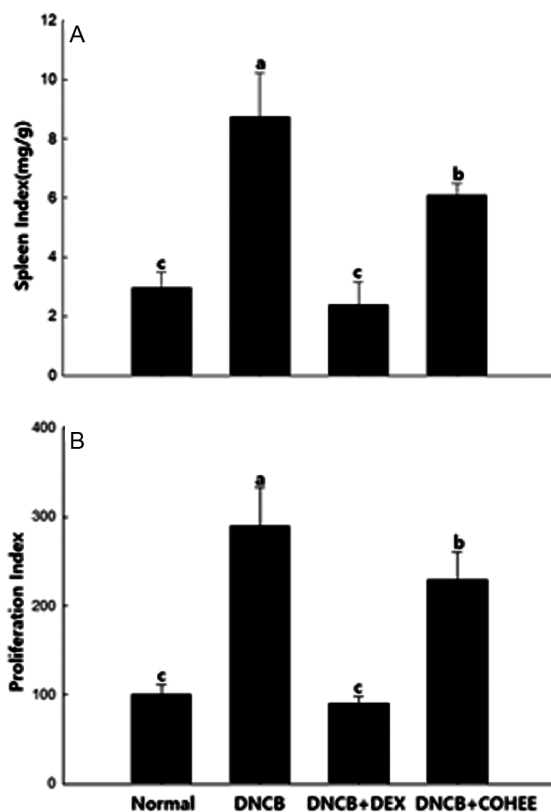 A
12
10
8
6
4
2
0
Spleen Index(mg/g)
c
a
c
b
B
400
300
200
100
0
Proliferation Index
c
a
c
b
Normal DNCB DNCB+DEX DNCB+COHEE